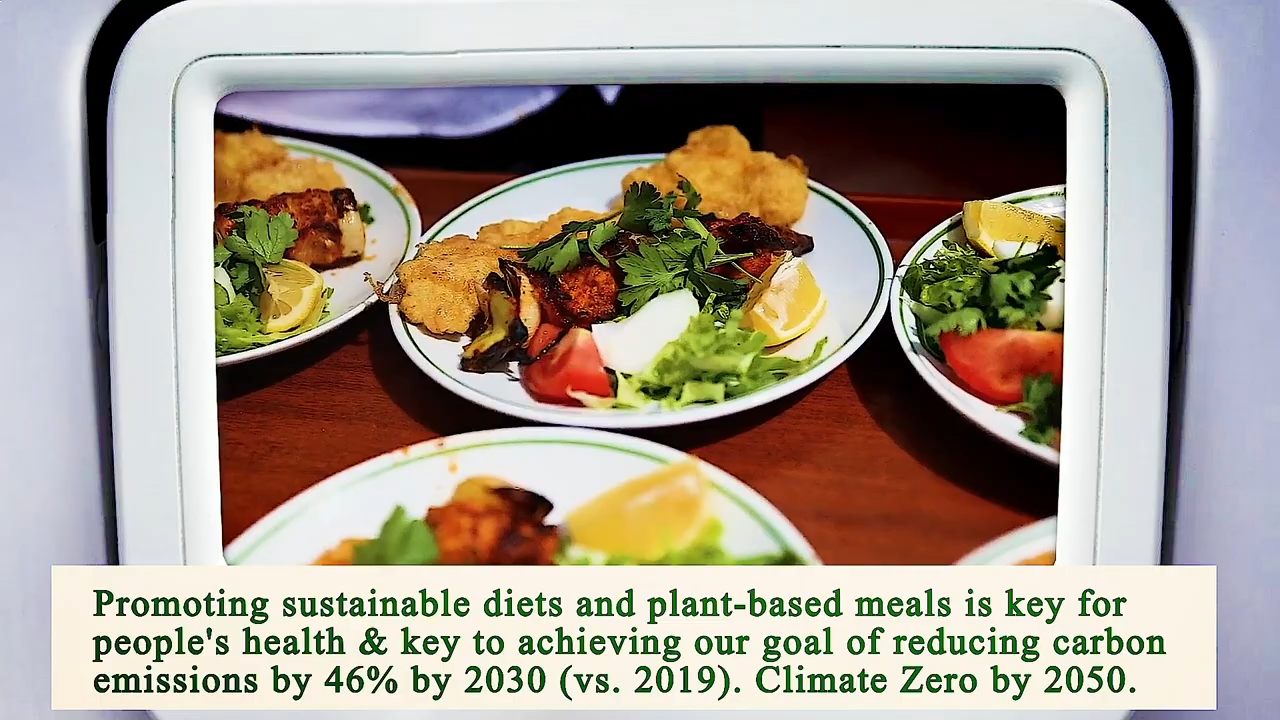 Promoting sustainable diets and plant-based meals is key for
people's health & key to achieving our goal of reducing carbon
emissions by 46% by 2030 (vs. 2019). Climate Zero by 2050.